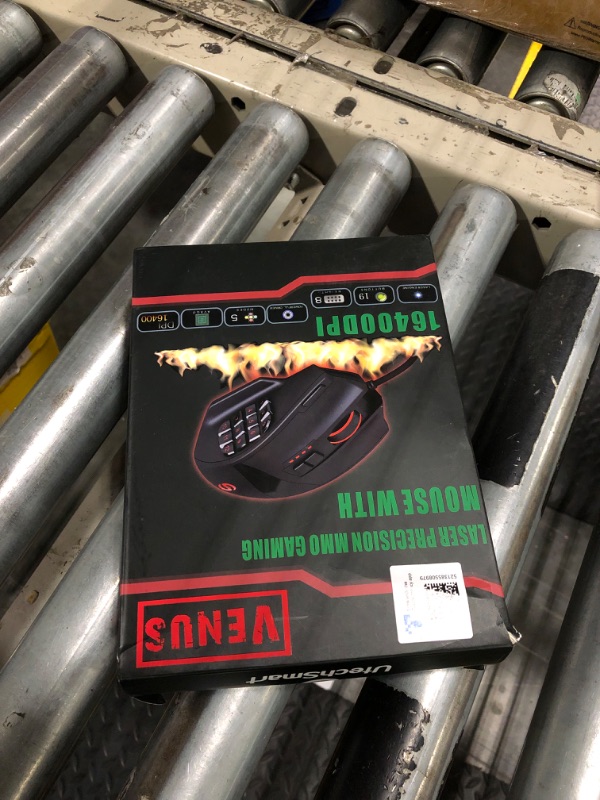 UtechSmart
VENUS
LASER PRECISION MMO GAMING
MOUSE WITH
16400DPI
19
8
5
DPI
16400